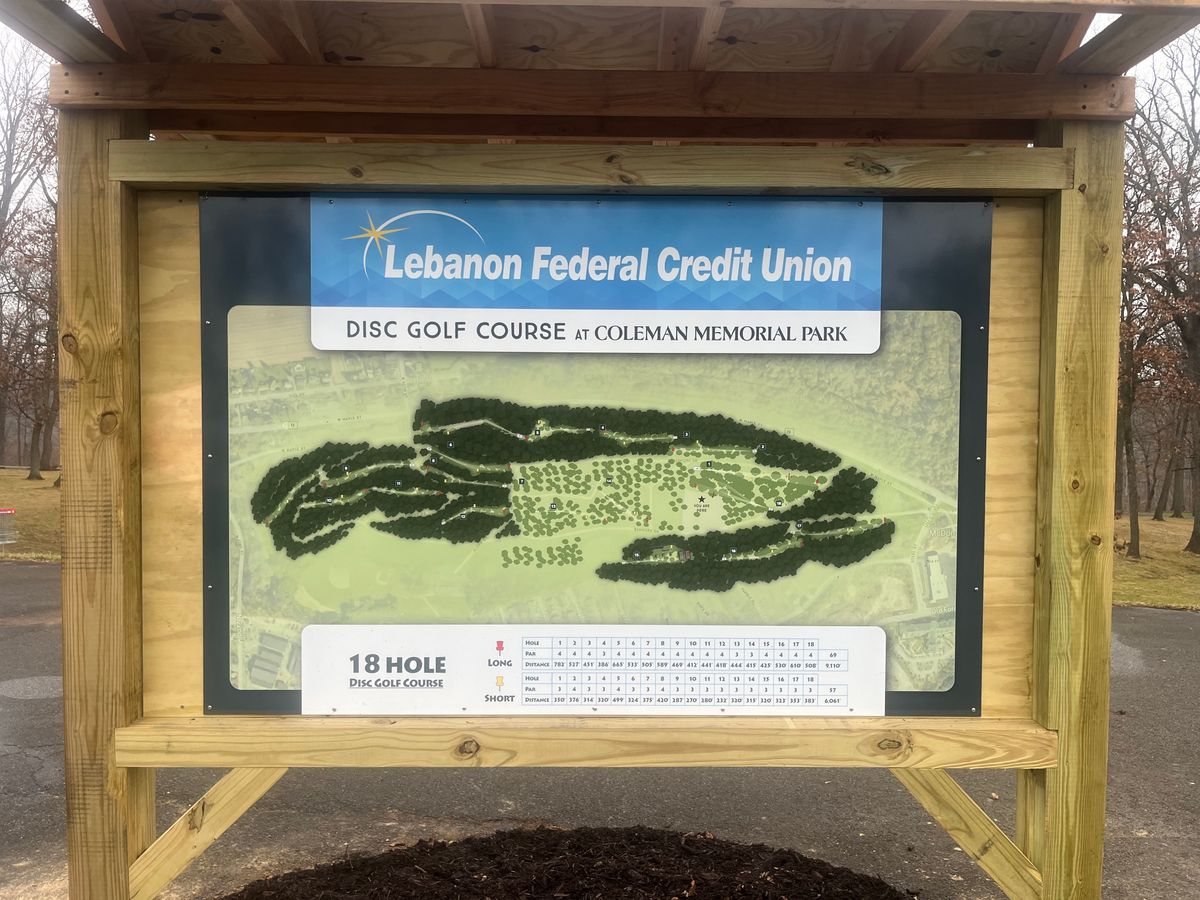 Lebanon Federal Credit Union
DISC GOLF COURSE AT COLEMAN MEMORIAL PARK
YOU ARE
HERE
18 HOLE
DISC GOLF COURSE
LONG
HOLE 1 2 3 4 5 6 7 8 9 10 11 12 13 14 15 16 17 18
PAR 4 4 4 4 4 4 4 4 4 4 4 4 3 3 4 4 4 69
DISTANCE 782' 527' 451' 386' 665' 533' 505' 589' 469' 412' 441' 418' 444' 415' 425' 530' 610' 508' 9,110'
SHORT
HOLE 1 2 3 4 5 6 7 8 9 10 11 12 13 14 15 16 17 18
PAR 3 4 3 3 4 3 3 4 3 3 3 3 3 3 3 3 3 3 57
DISTANCE 350' 376' 314' 320' 499' 324' 375' 420' 287' 270' 280' 232' 320' 315' 320' 323' 353' 383' 6,061'